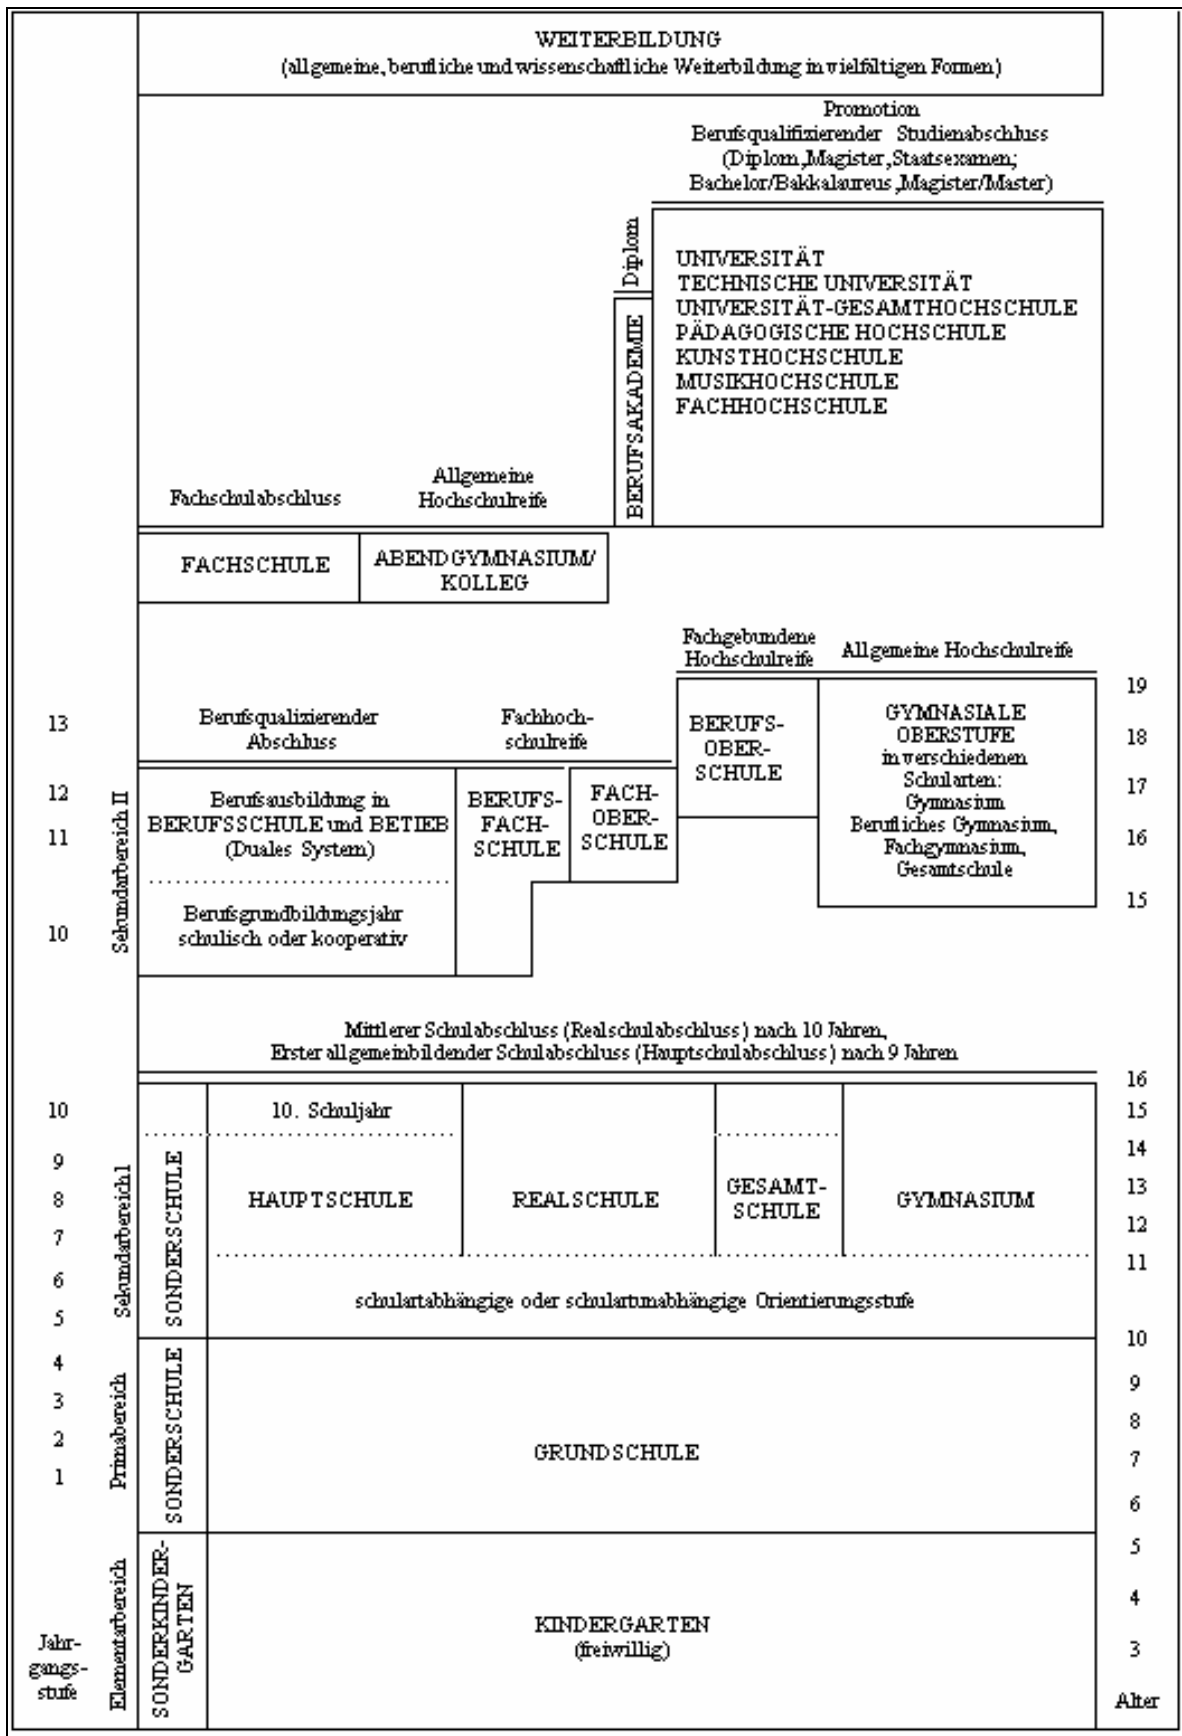 WEITERBILDUNG
(allgemeine, berufliche und wissenschaftliche Weiterbildung in vielfältigen Formen)
Promotion
Berufsqualifizierender Studienabschluss
(Diplom, Magister, Staatsexamen;
Bachelor/Bakkalaureus, Magister/Master)
Diplom
BERUFSAKADEMIE
UNIVERSITÄT
TECHNISCHE UNIVERSITÄT
UNIVERSITÄT-GESAMTHOCHSCHULE
PÄDAGOGISCHE HOCHSCHULE
KUNSTHOCHSCHULE
MUSIKHOCHSCHULE
FACHHOCHSCHULE
Fachschulabschluss
Allgemeine
Hochschulreife
FACHSCHULE
ABENDGYMNASIUM/
KOLLEG
Fachgebundene
Hochschulreife
Allgemeine Hochschulreife
13
12
11
10
Sekundarbereich II
Berufsqualizierender
Abschluss
Fachhoch-
schulreife
Berufsausbildung in
BERUFSSCHULE und BETRIEB
(Duales System)
Berufsgrundbildungsjahr
schulisch oder kooperativ
BERUFS-
FACH-
SCHULE
FACH-
OBER-
SCHULE
BERUFS-
OBER-
SCHULE
GYMNASIALE
OBERSTUFE
in verschiedenen
Schularten:
Gymnasium
Berufliches Gymnasium,
Fachgymnasium,
Gesamtschule
19
18
17
16
15
Mittlerer Schulabschluss (Realschulabschluss) nach 10 Jahren,
Erster allgemeinbildender Schulabschluss (Hauptschulabschluss) nach 9 Jahren
10
9
8
7
6
5
Sekundarbereich I
SONDERSCHULE
10. Schuljahr
HAUPTSCHULE
REALSCHULE
GESAMT-
SCHULE
GYMNASIUM
schulartabhängige oder schulartunabhängige Orientierungsstufe
16
15
14
13
12
11
10
4
3
2
1
Primabereich
SONDERSCHULE
GRUNDSCHULE
9
8
7
6
Jahr-
gangs-
stufe
Elementarbereich
SONDERKINDER-
GARTEN
KINDERGARTEN
(freiwillig)
5
4
3
Alter